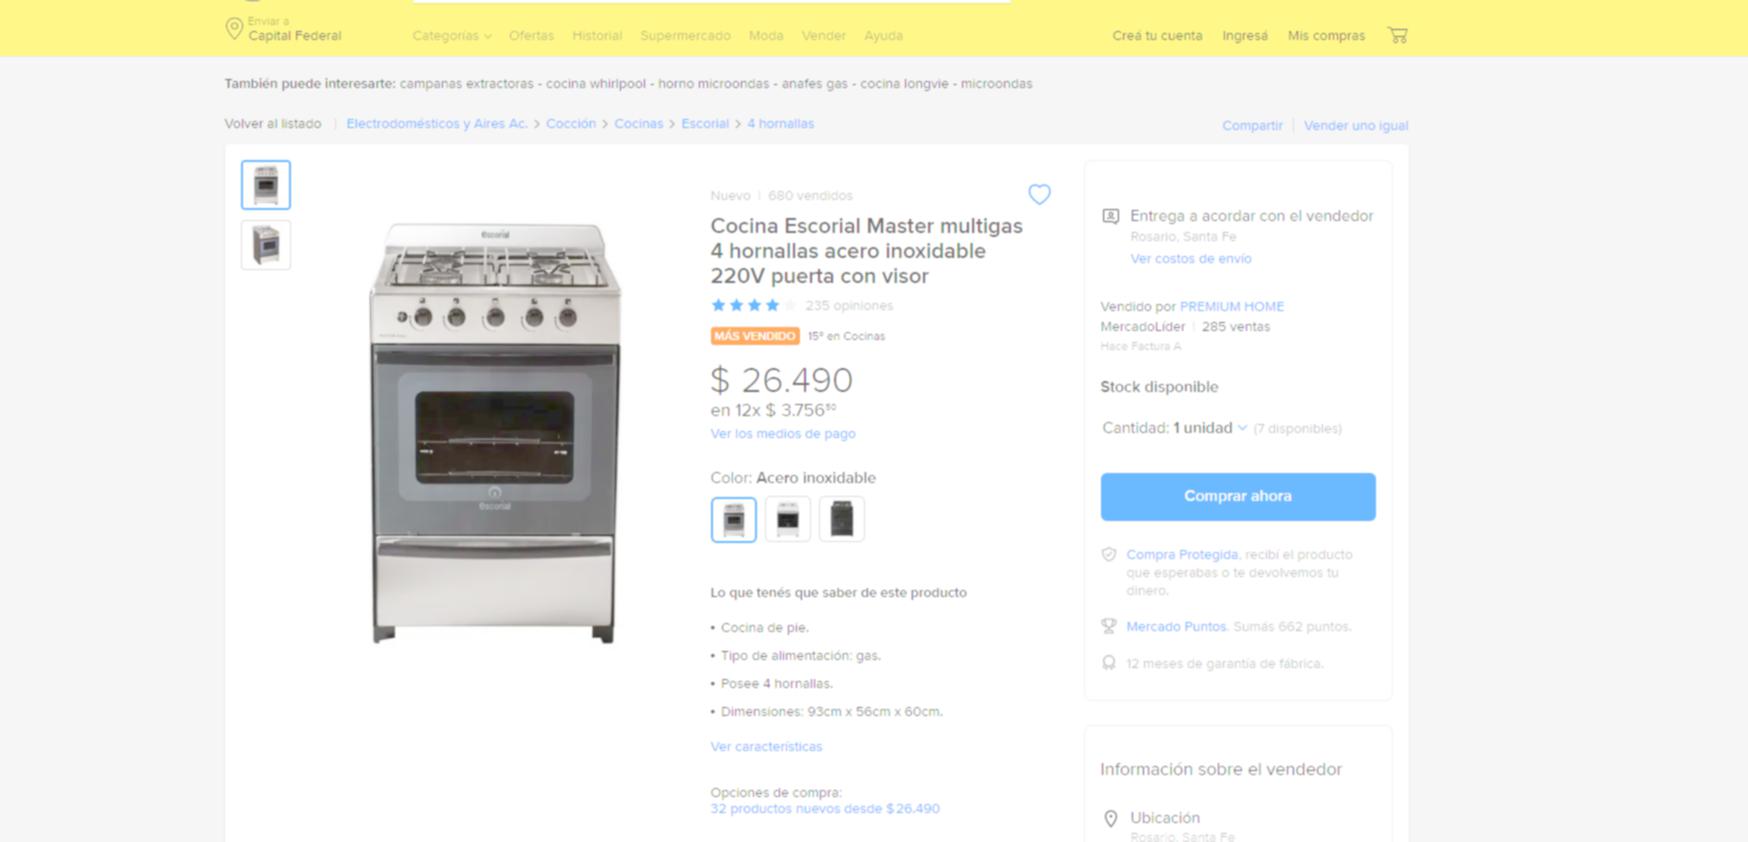 Enviar a
Capital Federal
Categorías
Ofertas
Historial
Supermercado
Moda
Vender
Ayuda
Creá tu cuenta
Ingresá
Mis compras
También puede interesarte: campanas extractoras - cocina whirlpool - horno microondas - anafes gas - cocina longvie - microondas
Volver al listado | Electrodomésticos y Aires Ac. > Cocción > Cocinas > Escorial > 4 hornallas
Compartir | Vender uno igual
Escorial
Escorial
Nuevo | 680 vendidos
Cocina Escorial Master multigas
4 hornallas acero inoxidable
220V puerta con visor
235 opiniones
MÁS VENDIDO 15º en Cocinas
$ 26.490
en 12x $ 3.756⁵⁰
Ver los medios de pago
Color: Acero inoxidable
Lo que tenés que saber de este producto
• Cocina de pie.
• Tipo de alimentación: gas.
• Posee 4 hornallas.
• Dimensiones: 93cm x 56cm x 60cm.
Ver características
Opciones de compra:
32 productos nuevos desde $ 26.490
Entrega a acordar con el vendedor
Rosario, Santa Fe
Ver costos de envío
Vendido por PREMIUM HOME
MercadoLíder | 285 ventas
Hace Factura A
Stock disponible
Cantidad: 1 unidad (7 disponibles)
Comprar ahora
Compra Protegida, recibí el producto
que esperabas o te devolvemos tu
dinero.
Mercado Puntos. Sumás 662 puntos.
12 meses de garantía de fábrica.
Información sobre el vendedor
Ubicación
Rosario, Santa Fe